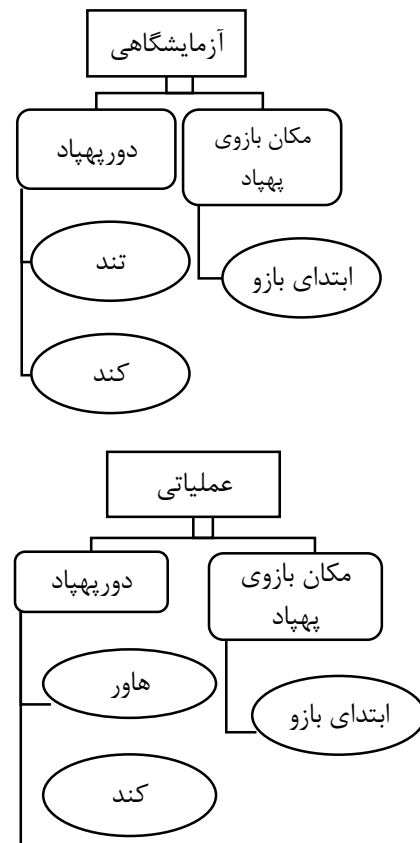 آزمایشگاهی
مکان بازوی
پهپاد
دورپهپاد
ابتدای بازو
تند
کند
عملیاتی
مکان بازوی
پهپاد
دورپهپاد
ابتدای بازو
هاور
کند